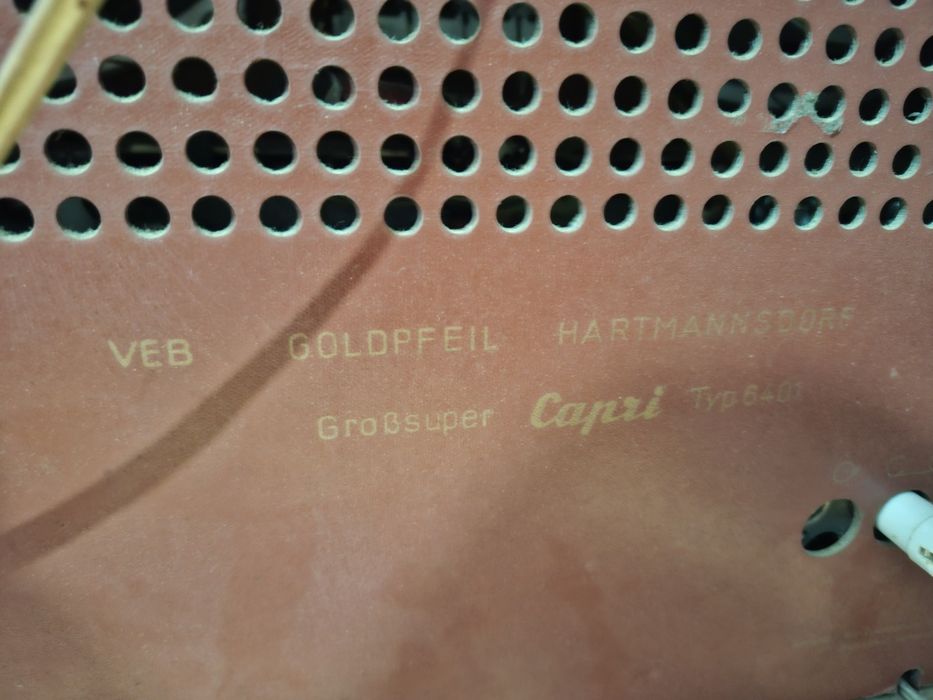 VEB GOLDPFEIL HARTMANNSDORF
Großsuper Capri Typ 6401